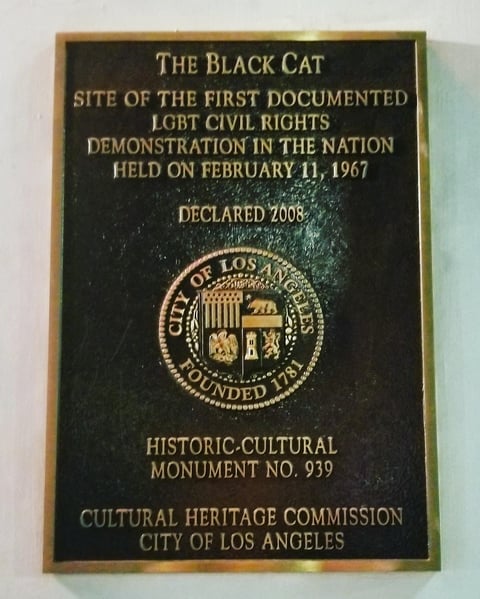 THE BLACK CAT
SITE OF THE FIRST DOCUMENTED
LGBT CIVIL RIGHTS
DEMONSTRATION IN THE NATION
HELD ON FEBRUARY 11, 1967
DECLARED 2008
CITY OF LOS ANGELES
FOUNDED 1781
HISTORIC-CULTURAL
MONUMENT NO. 939
CULTURAL HERITAGE COMMISSION
CITY OF LOS ANGELES